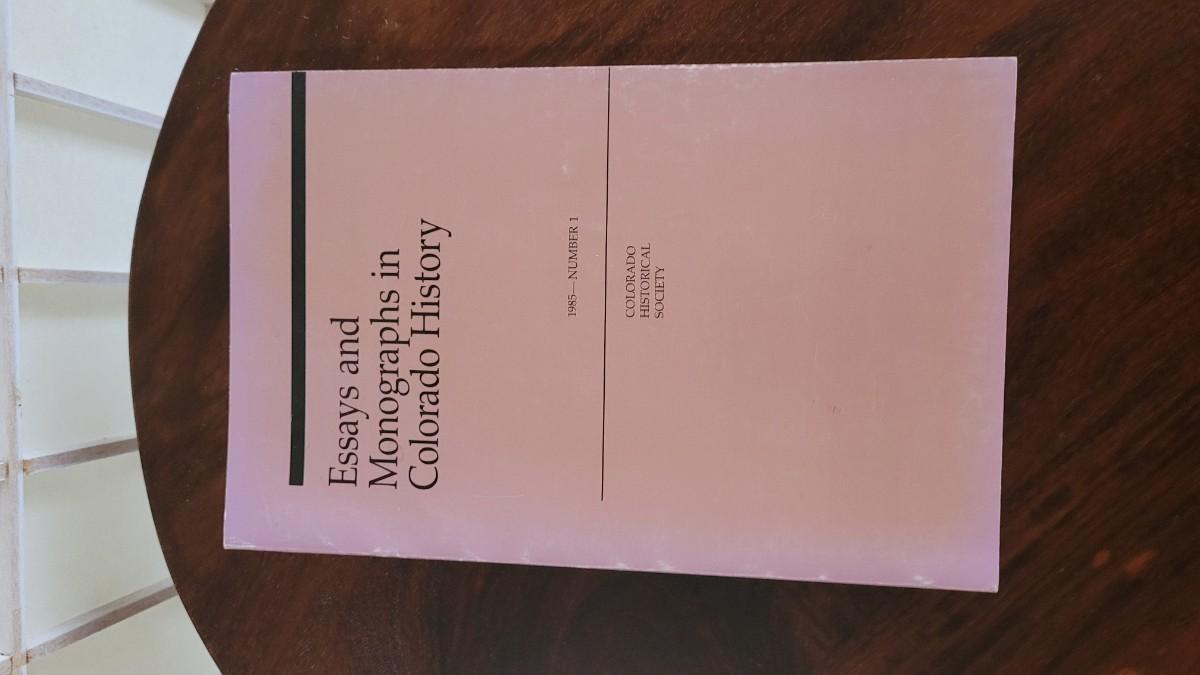 Essays and
Monographs in
Colorado History
1985— NUMBER 1
COLORADO
HISTORICAL
SOCIETY